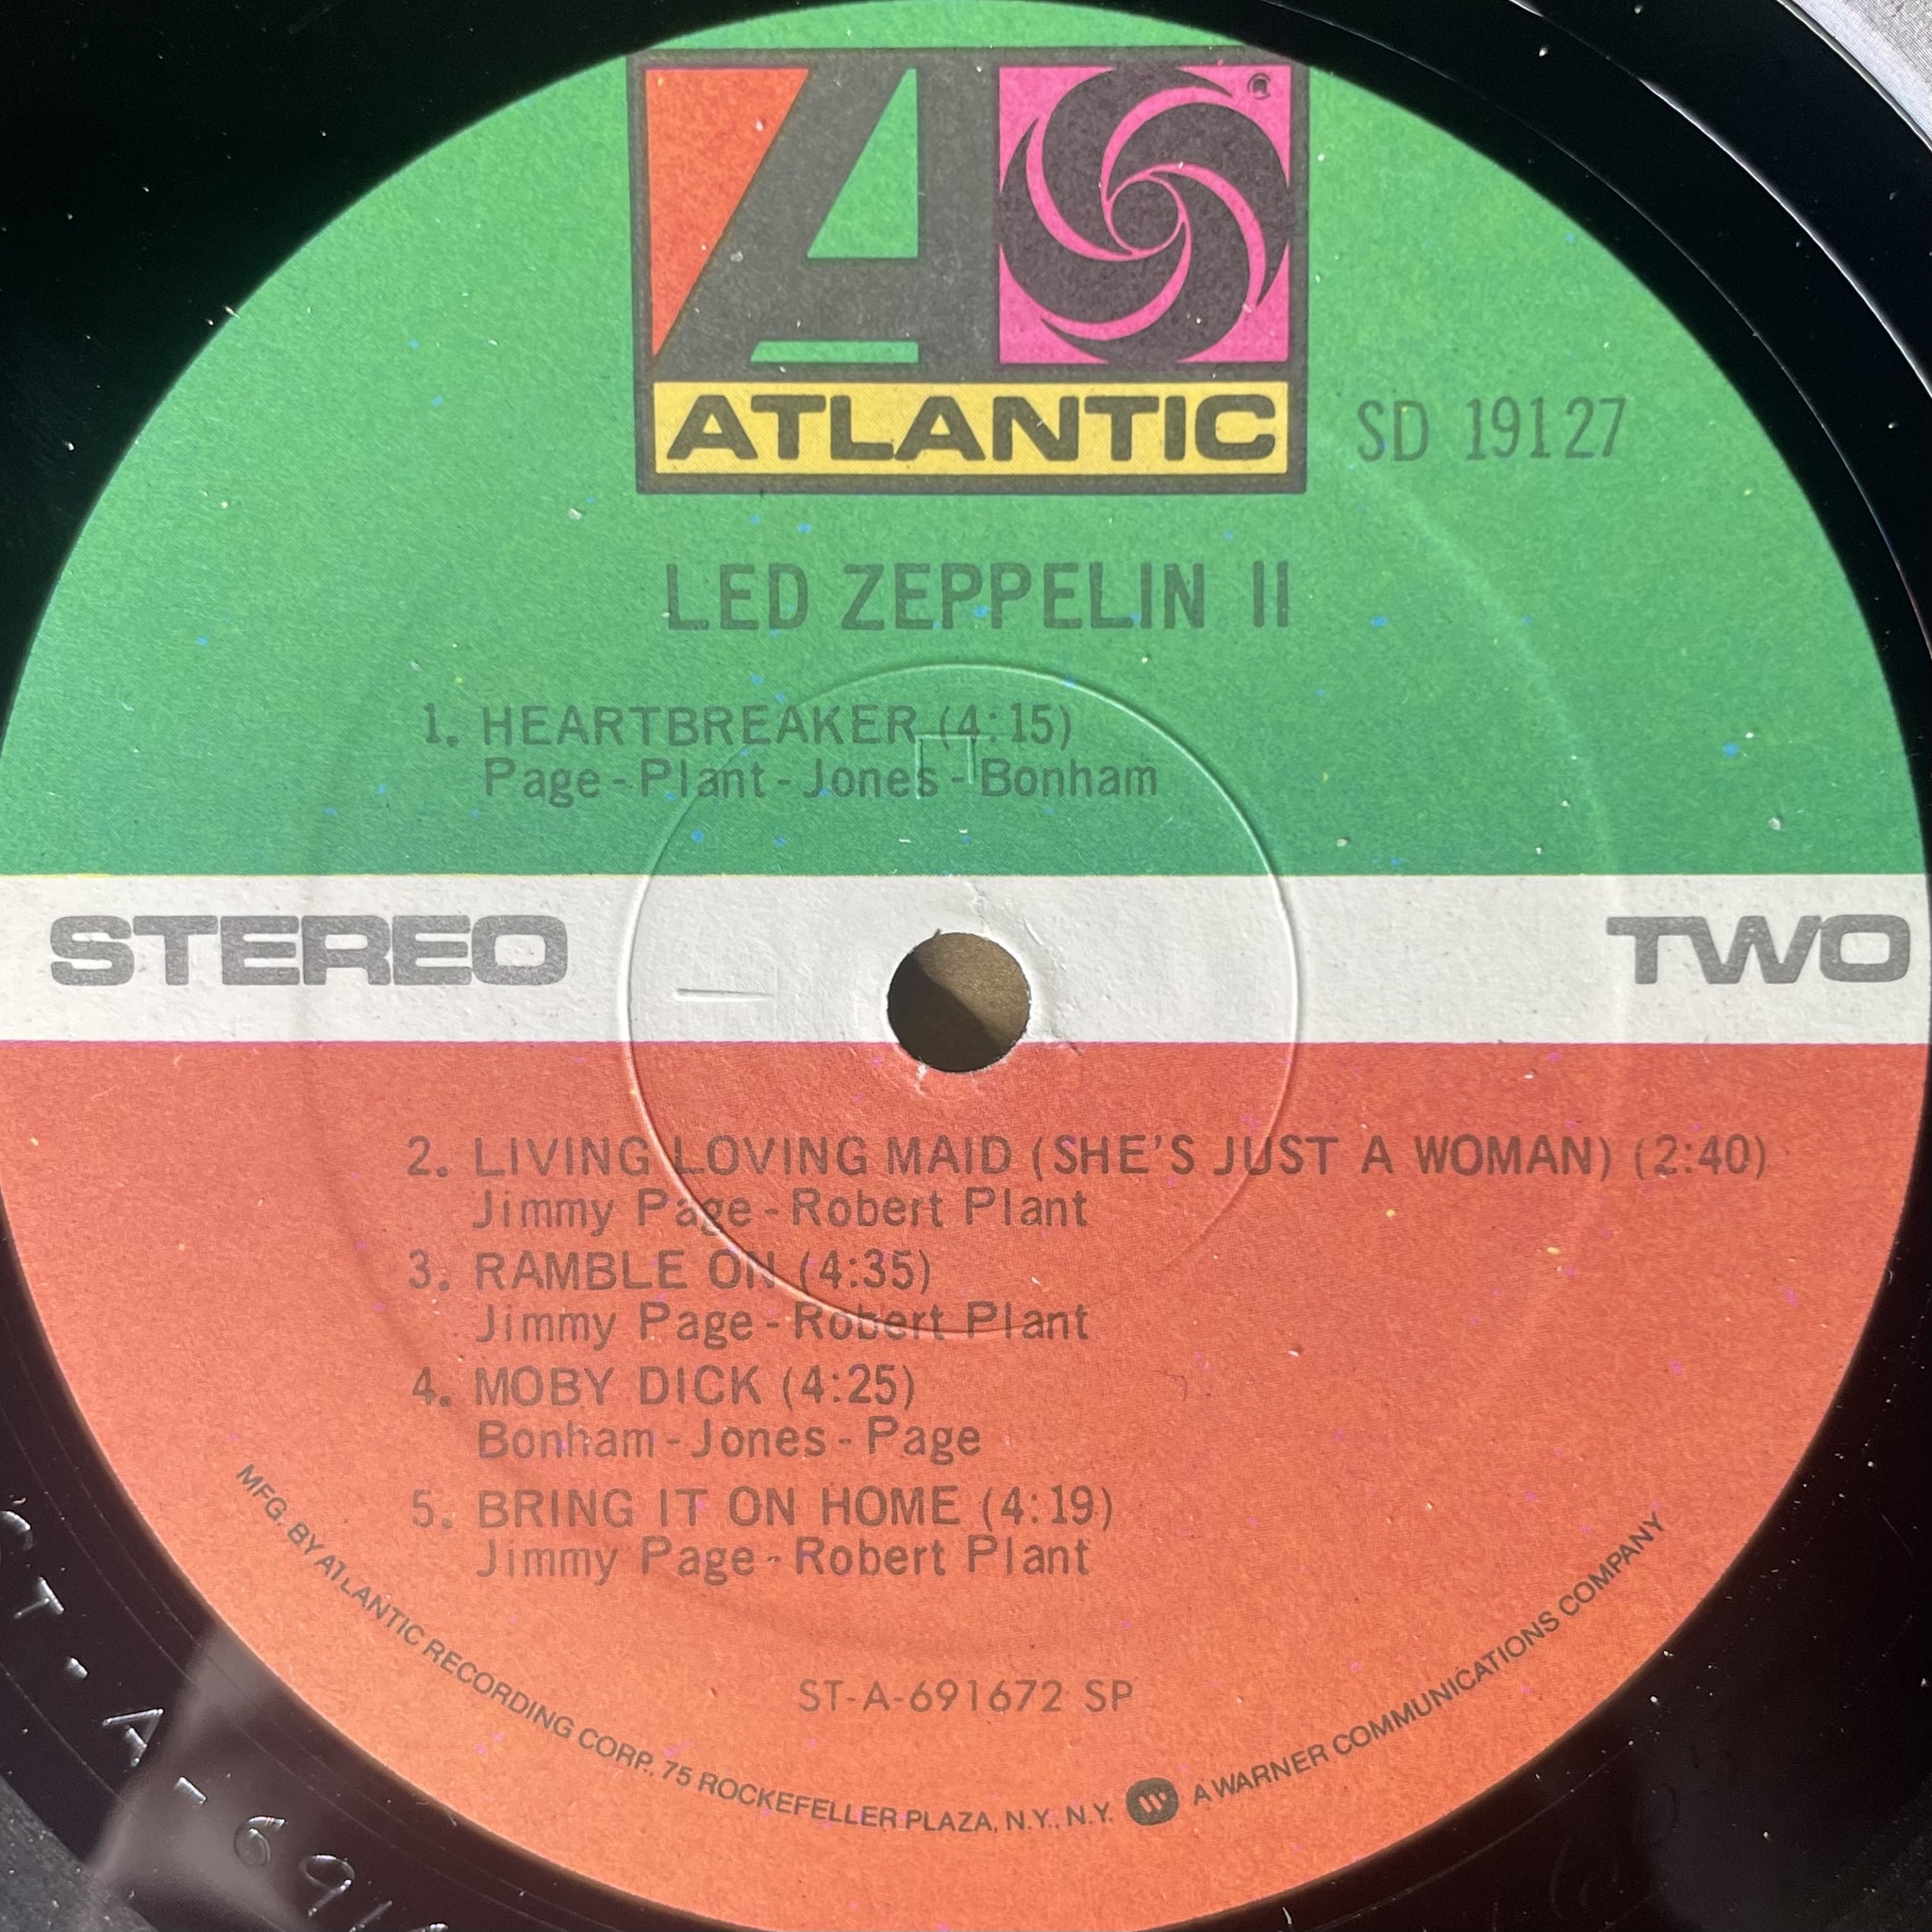 ATLANTIC
SD 19127
LED ZEPPELIN II
1. HEARTBREAKER (4:15)
Page-Plant-Jones-Bonham
STEREO
TWO
2. LIVING LOVING MAID (SHE'S JUST A WOMAN) (2:40)
Jimmy Page-Robert Plant
3. RAMBLE ON (4:35)
Jimmy Page-Robert Plant
4. MOBY DICK (4:25)
Bonham-Jones-Page
5. BRING IT ON HOME (4:19)
Jimmy Page-Robert Plant
ST-A-691672 SP
MFG. BY ATLANTIC RECORDING CORP. 75 ROCKEFELLER PLAZA, N.Y., N.Y. A WARNER COMMUNICATIONS COMPANY
ST-A-691